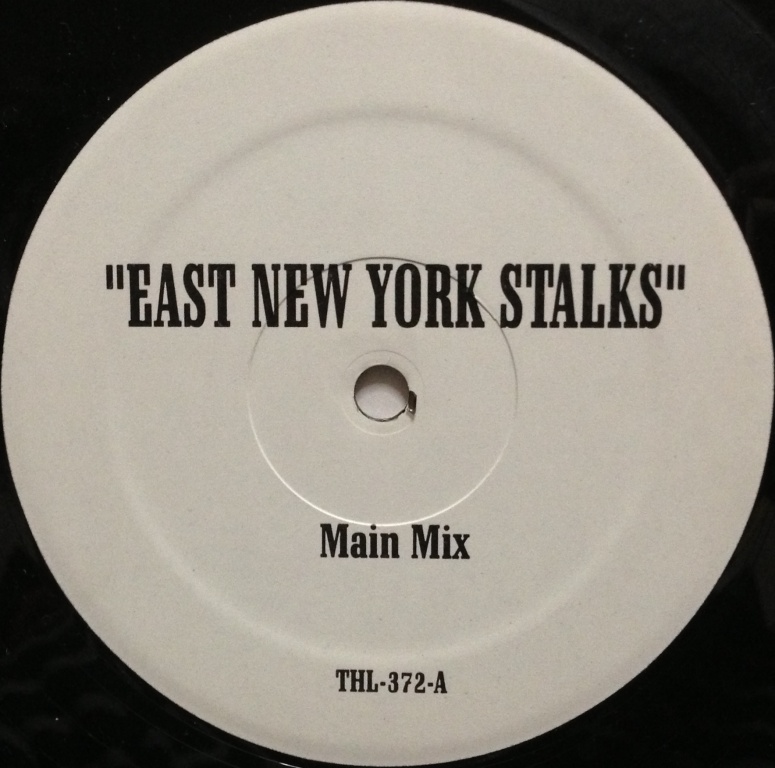 "EAST NEW YORK STALKS"
Main Mix
THL-372-A